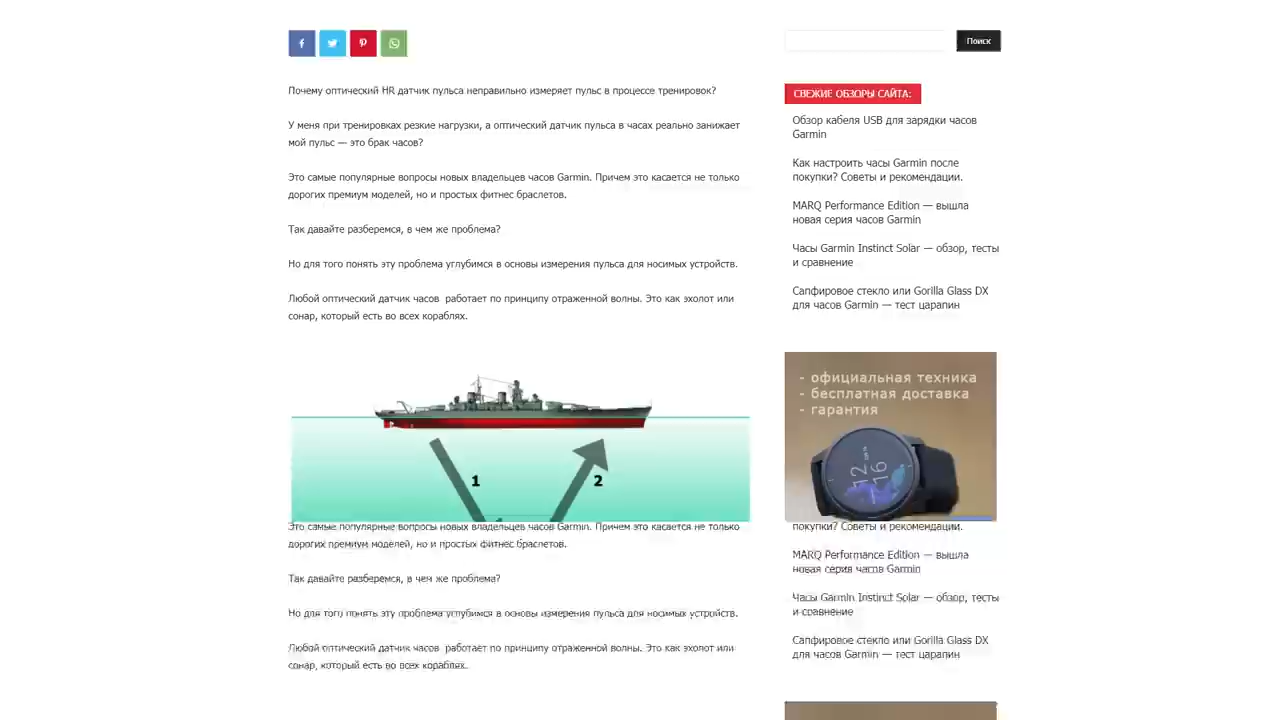 Поиск
Почему оптический HR датчик пульса неправильно измеряет пульс в процессе тренировок?
У меня при тренировках резкие нагрузки, а оптический датчик пульса в часах реально занижает
мой пульс — это брак часов?
Это самые популярные вопросы новых владельцев часов Garmin. Причем это касается не только
дорогих премиум моделей, но и простых фитнес браслетов.
Так давайте разберемся, в чем же проблема?
Но для того понять эту проблема углубимся в основы измерения пульса для носимых устройств.
Любой оптический датчик часов работает по принципу отраженной волны. Это как эхолот или
сонар, который есть во всех кораблях.
1
2
Это самые популярные вопросы новых владельцев часов Garmin. Причем это касается не только
дорогих премиум моделей, но и простых фитнес браслетов.
Так давайте разберемся, в чем же проблема?
Но для того понять эту проблема углубимся в основы измерения пульса для носимых устройств.
Любой оптический датчик часов работает по принципу отраженной волны. Это как эхолот или
сонар, который есть во всех кораблях.
СВЕЖИЕ ОБЗОРЫ САЙТА:
Обзор кабеля USB для зарядки часов
Garmin
Как настроить часы Garmin после
покупки? Советы и рекомендации.
MARQ Performance Edition — вышла
новая серия часов Garmin
Часы Garmin Instinct Solar — обзор, тесты
и сравнение
Сапфировое стекло или Gorilla Glass DX
для часов Garmin — тест царапин
- официальная техника
- бесплатная доставка
- гарантия
12
16
покупки? Советы и рекомендации.
MARQ Performance Edition — вышла
новая серия часов Garmin
Часы Garmin Instinct Solar — обзор, тесты
и сравнение
Сапфировое стекло или Gorilla Glass DX
для часов Garmin — тест царапин